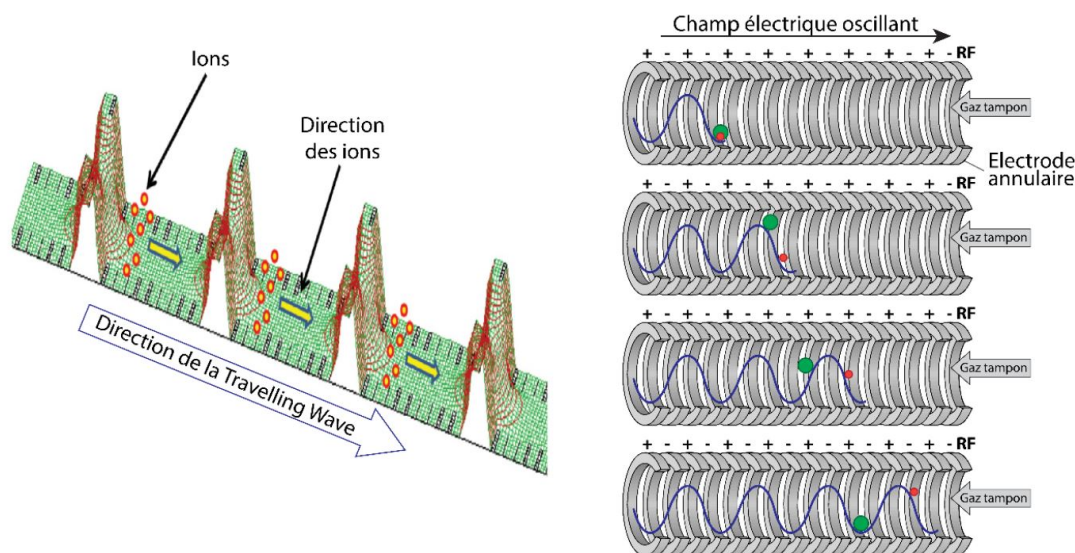 Ions
Direction
des ions
Direction de la Travelling Wave
Champ électrique oscillant
+ - + - + - + - + - + - + - + - RF
Gaz tampon
Electrode
annulaire
+ - + - + - + - + - + - + - + - RF
Gaz tampon
+ - + - + - + - + - + - + - + - RF
Gaz tampon
+ - + - + - + - + - + - + - + - RF
Gaz tampon